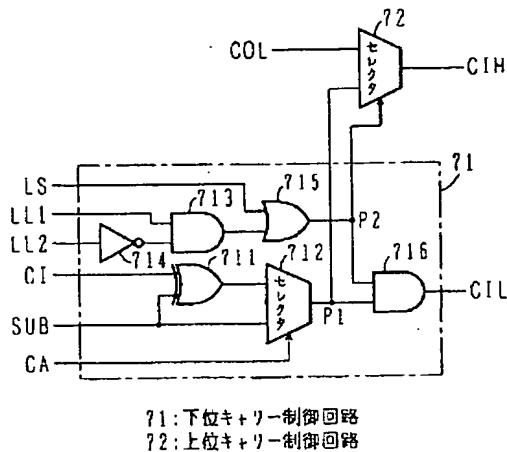 72
COL
セレクタ
CIH
71
LS
713
715
LL1
P2
LL2
714
711
712
716
CI
セレクタ
P1
CIL
SUB
CA
71:下位キャリー制御回路
72:上位キャリー制御回路